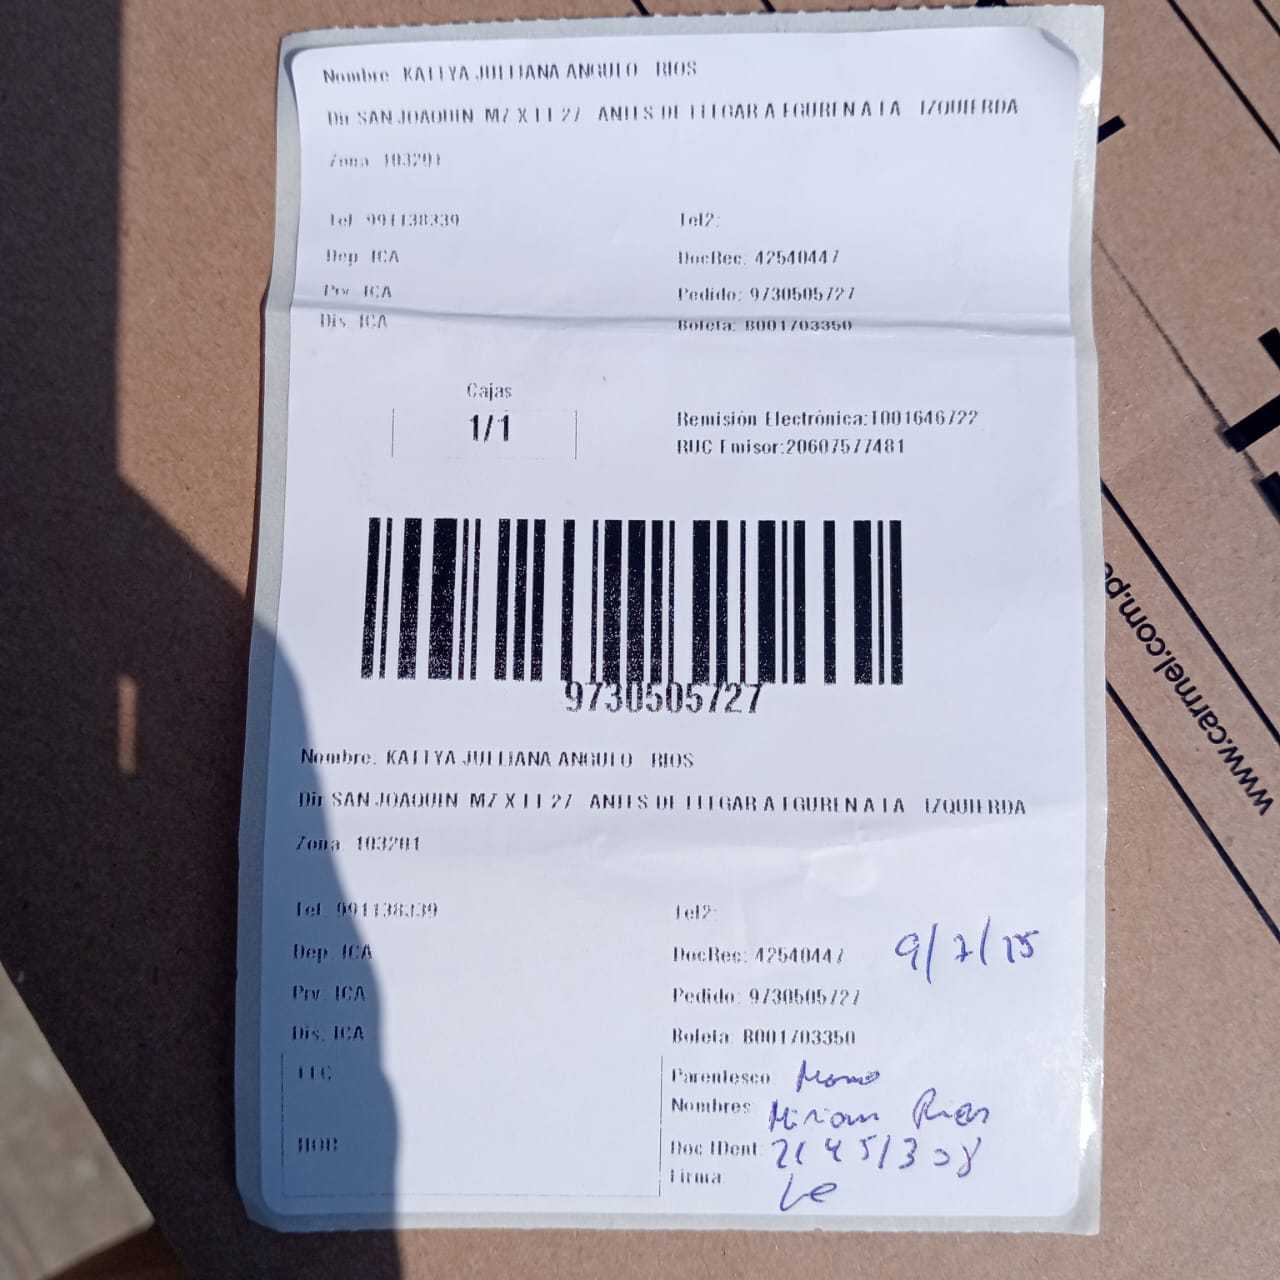 Nombre: KATTYA JULLIANA ANGULO RIOS
Dir SAN JOAQUIN MZ X LT 27 ANTES DE LLEGAR A EGUREN A LA IZQUIERDA
Zona: 103201
Tel: 991138339 Tel2:
Dep. ICA DocRec: 42540447
Prv. ICA Pedido: 9730505727
Dis. ICA Boleta: B001703350
Cajas
1/1
Remisión Electrónica:T001646722
RUC Emisor:20607577481
9730505727
Nombre: KATTYA JULLIANA ANGULO RIOS
Dir SAN JOAQUIN MZ X LT 27 ANTES DE LLEGAR A EGUREN A LA IZQUIERDA
Zona: 103201
Tel: 991138339 Tel2:
Dep. ICA DocRec: 42540447 9/7/25
Prv. ICA Pedido: 9730505727
Dis. ICA Boleta: B001703350
Parentesco: Mama
Nombres: Miriam Rios
Doc IDent: 21451308
Firma:
www.carmel.com.pe